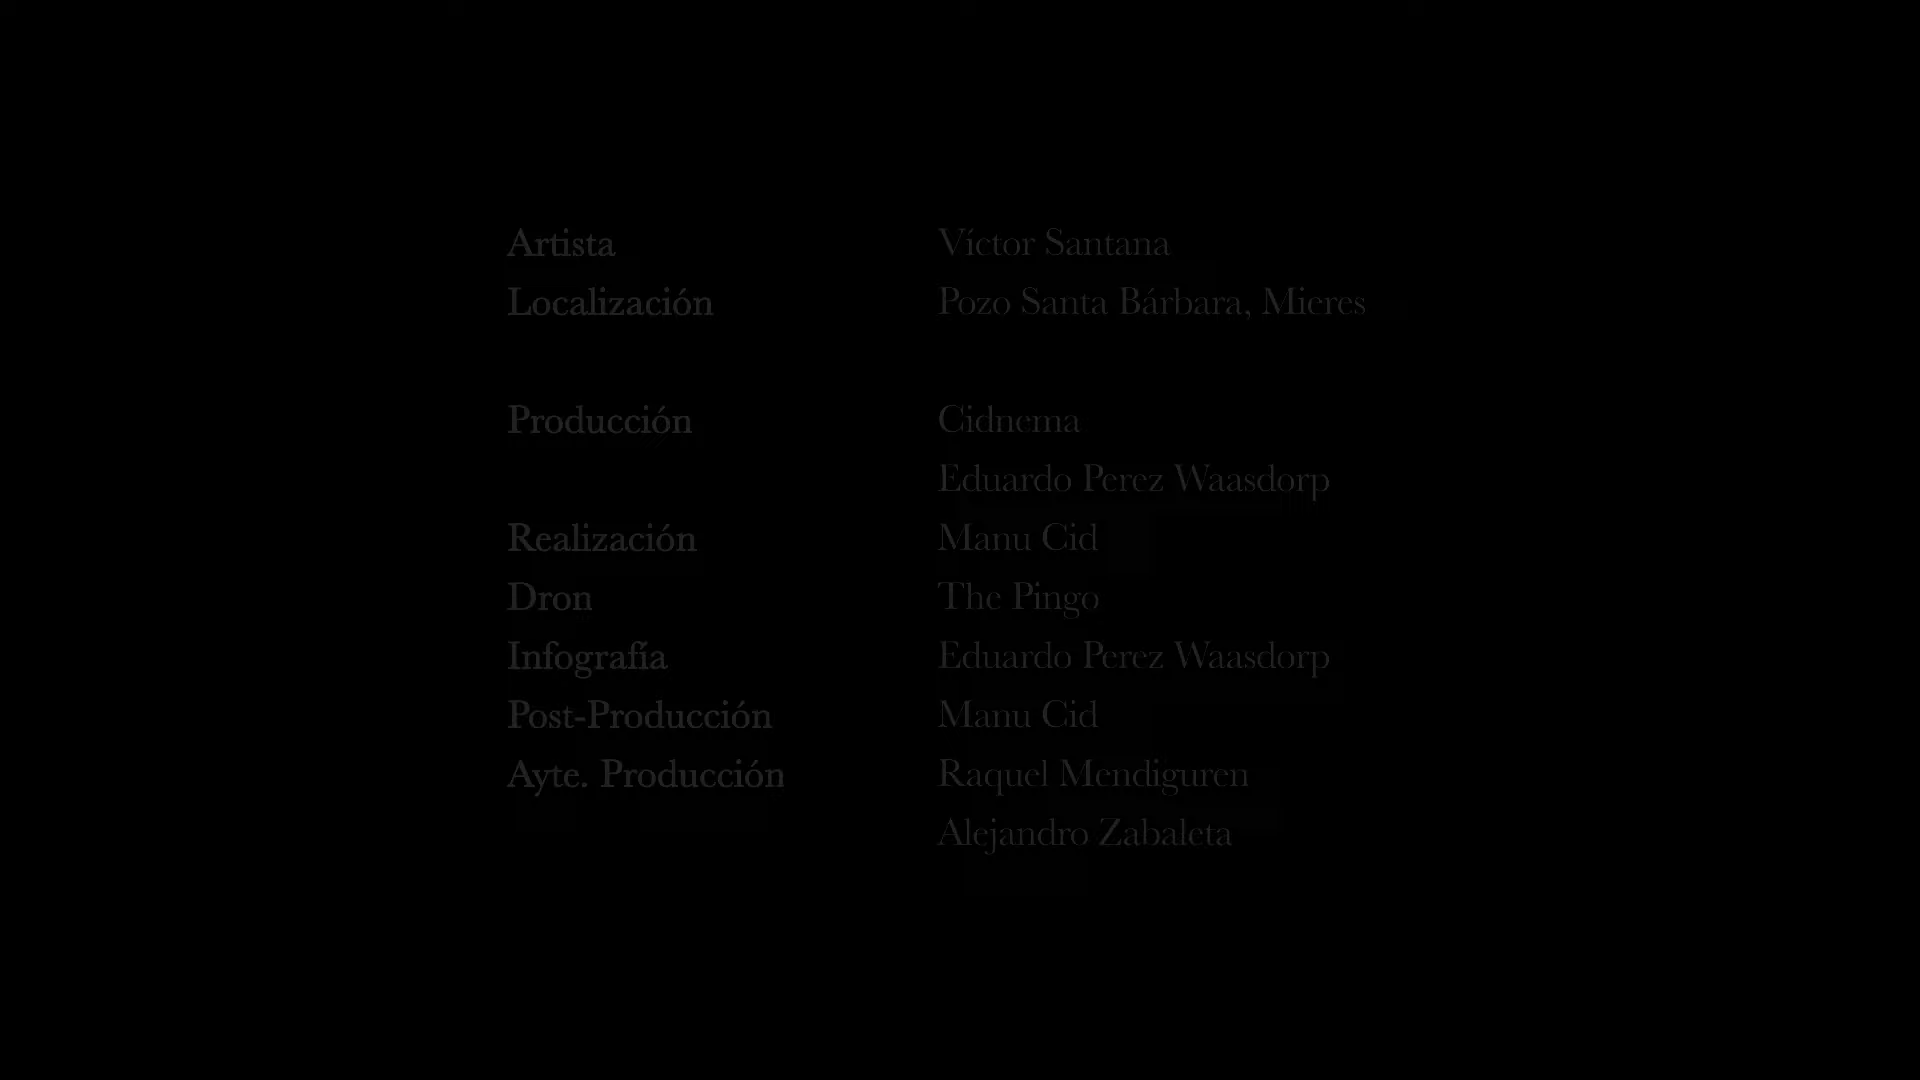 Artista Víctor Santana
Localización Pozo Santa Bárbara, Mieres
Producción Cidnema
Eduardo Perez Waasdorp
Realización Manu Cid
Dron The Pingo
Infografía Eduardo Perez Waasdorp
Post-Producción Manu Cid
Ayte. Producción Raquel Mendiguren
Alejandro Zabaleta